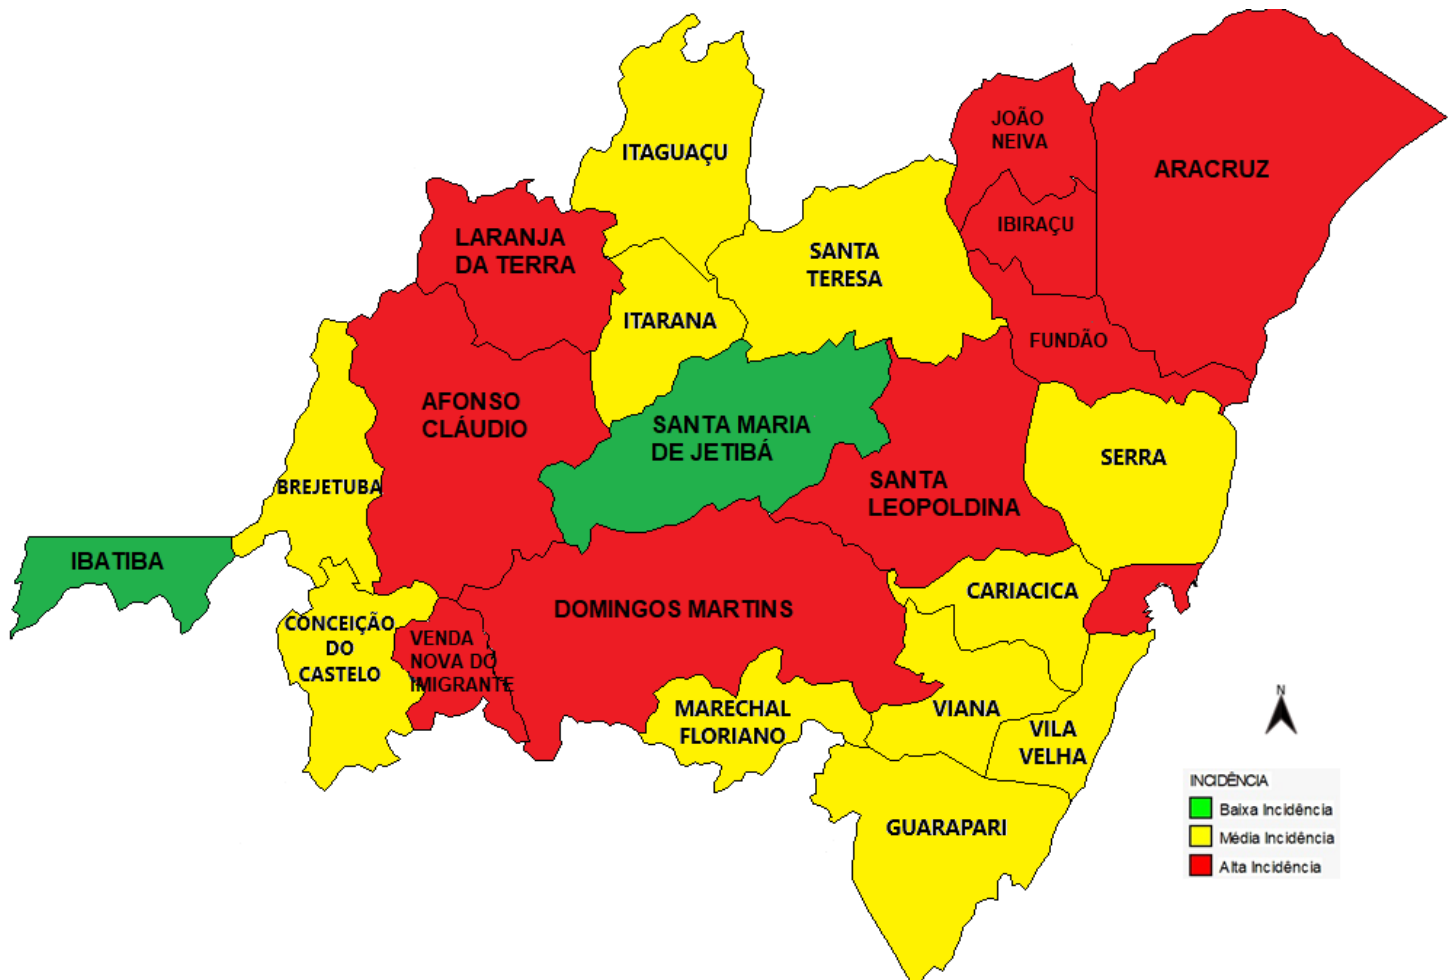 JOÃO
NEIVA
ARACRUZ
ITAGUAÇU
IBIRAÇU
LARANJA
DA TERRA
SANTA
TERESA
ITARANA
FUNDÃO
AFONSO
CLÁUDIO
SANTA MARIA
DE JETIBÁ
SERRA
SANTA
LEOPOLDINA
BREJETUBA
IBATIBA
CARIACICA
DOMINGOS MARTINS
CONCEIÇÃO
DO
CASTELO
VENDA
NOVA DO
IMIGRANTE
MARECHAL
FLORIANO
VIANA
VILA
VELHA
GUARAPARI
N
INCIDÊNCIA
Baixa Incidência
Média Incidência
Alta Incidência